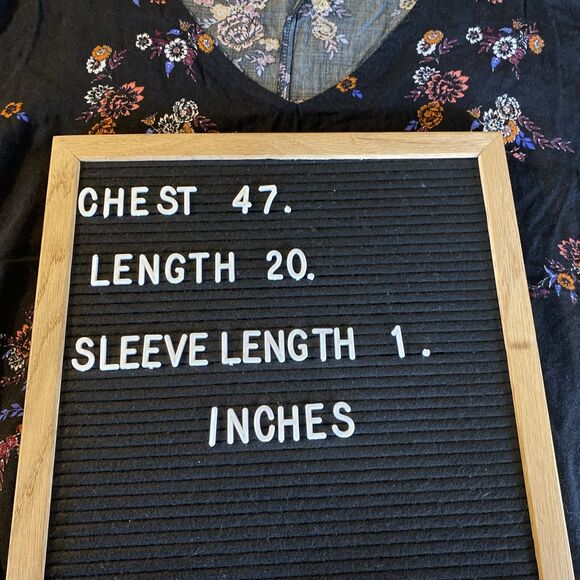 CHEST 47.
LENGTH 20.
SLEEVE LENGTH 1.
INCHES